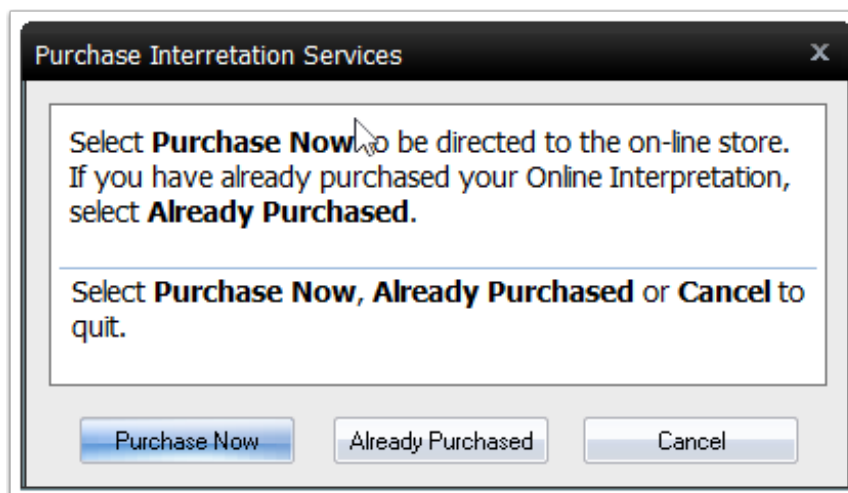 Purchase Interretation Services x
Select Purchase Now to be directed to the on-line store.
If you have already purchased your Online Interpretation,
select Already Purchased.
Select Purchase Now, Already Purchased or Cancel to
quit.
Purchase Now Already Purchased Cancel